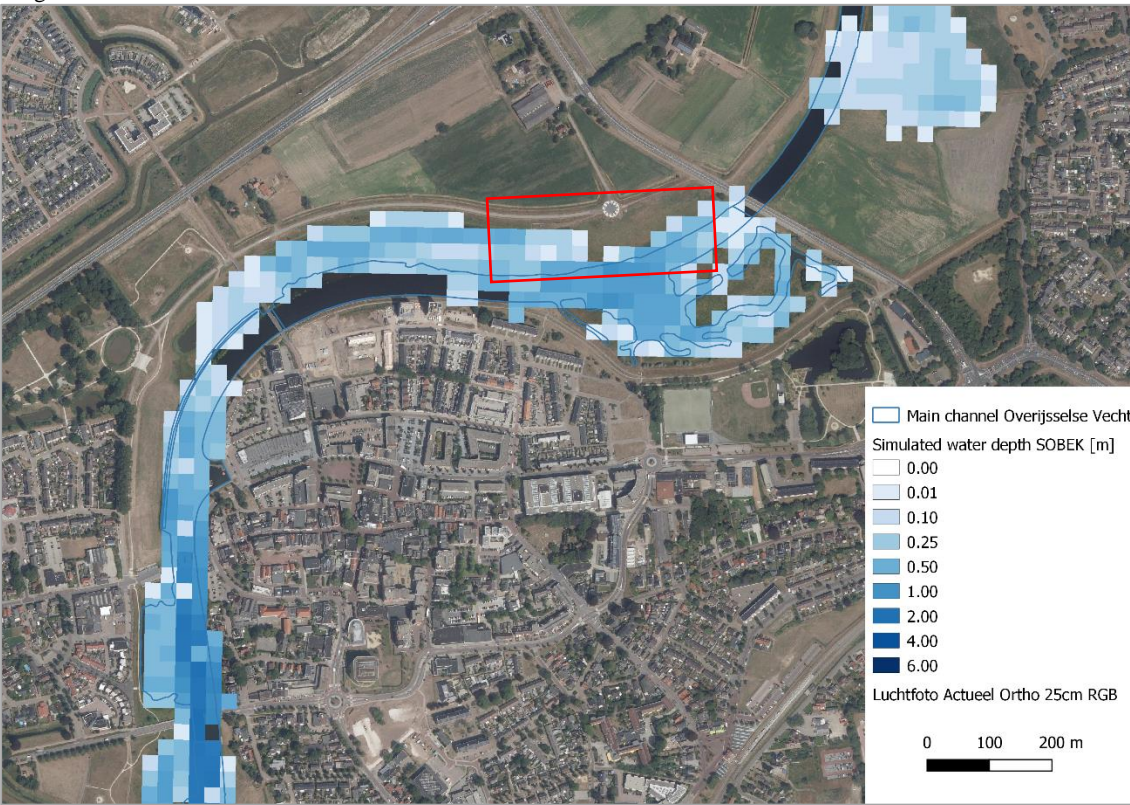 Main channel Overijsselse Vecht
Simulated water depth SOBEK [m]
0.00
0.01
0.10
0.25
0.50
1.00
2.00
4.00
6.00
Luchtfoto Actueel Ortho 25cm RGB
0 100 200 m